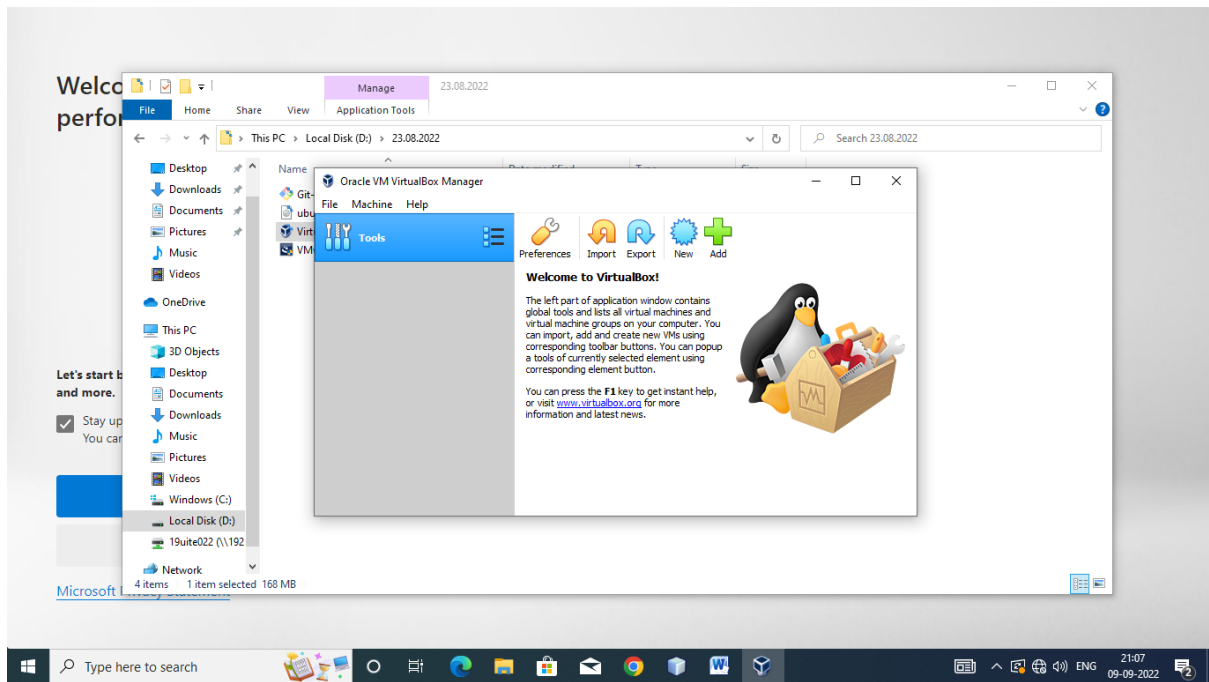 Welco
perfor
Manage
23.08.2022
File Home Share View Application Tools
This PC Local Disk (D:) 23.08.2022
Search 23.08.2022
Desktop
Downloads
Documents
Pictures
Music
Videos
OneDrive
This PC
3D Objects
Desktop
Documents
Downloads
Music
Pictures
Videos
Windows (C:)
Local Disk (D:)
19uite022 (\\192
Network
Name
Git-
ubu
Virt
VM
Oracle VM VirtualBox Manager
File Machine Help
Tools
Preferences Import Export New Add
Welcome to VirtualBox!
The left part of application window contains
global tools and lists all virtual machines and
virtual machine groups on your computer. You
can import, add and create new VMs using
corresponding toolbar buttons. You can popup
a tools of currently selected element using
corresponding element button.
You can press the F1 key to get instant help,
or visit www.virtualbox.org for more
information and latest news.
Let's start b
and more.
Stay up
You can
4 items 1 item selected 168 MB
Microsoft
Type here to search
ENG
21:07
09-09-2022
2